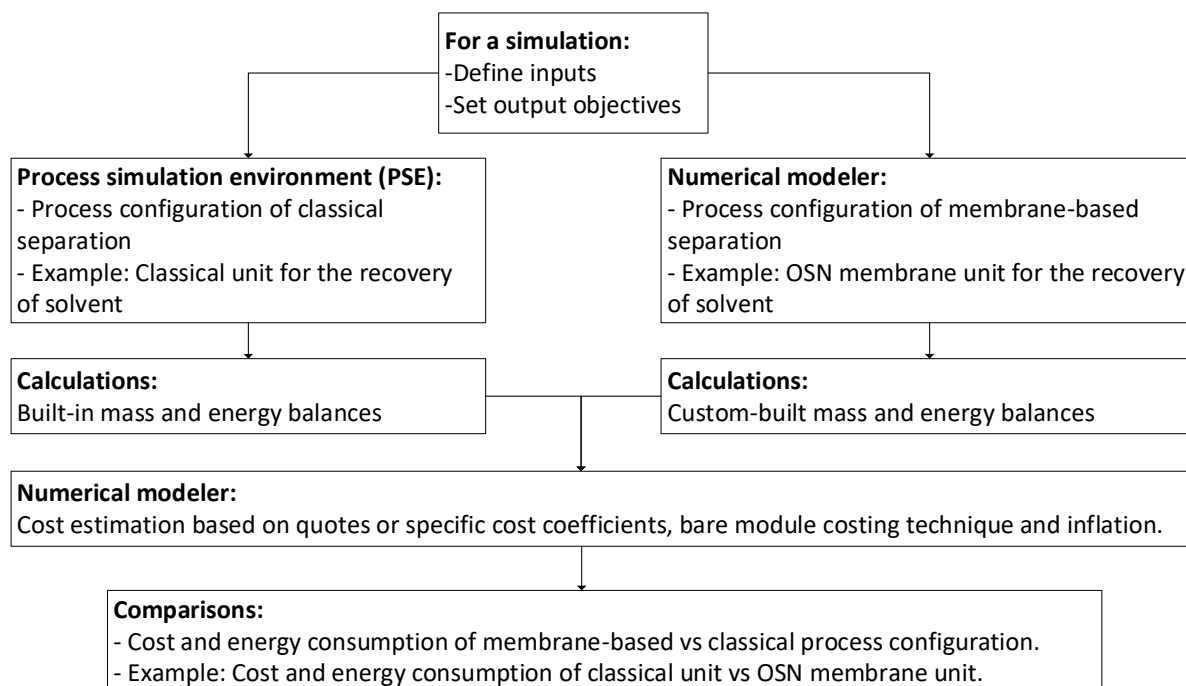 For a simulation:
-Define inputs
-Set output objectives
Process simulation environment (PSE):
- Process configuration of classical
separation
- Example: Classical unit for the recovery
of solvent
Numerical modeler:
- Process configuration of membrane-based
separation
- Example: OSN membrane unit for the recovery
of solvent
Calculations:
Built-in mass and energy balances
Calculations:
Custom-built mass and energy balances
Numerical modeler:
Cost estimation based on quotes or specific cost coefficients, bare module costing technique and inflation.
Comparisons:
- Cost and energy consumption of membrane-based vs classical process configuration.
- Example: Cost and energy consumption of classical unit vs OSN membrane unit.